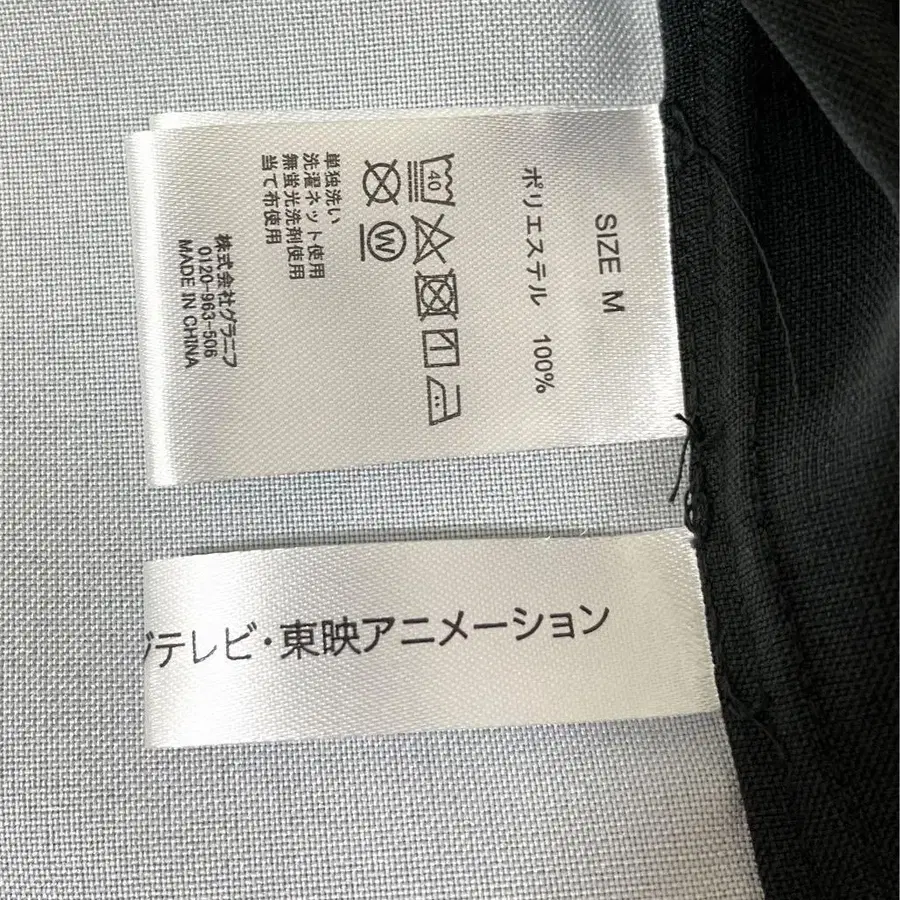 SIZE M
ポリエステル 100%
40
W
単独洗い
洗濯ネット使用
無蛍光洗剤使用
当て布使用
株式会社グラニフ
0120-963-506
MADE IN CHINA
テレビ・東映アニメーション